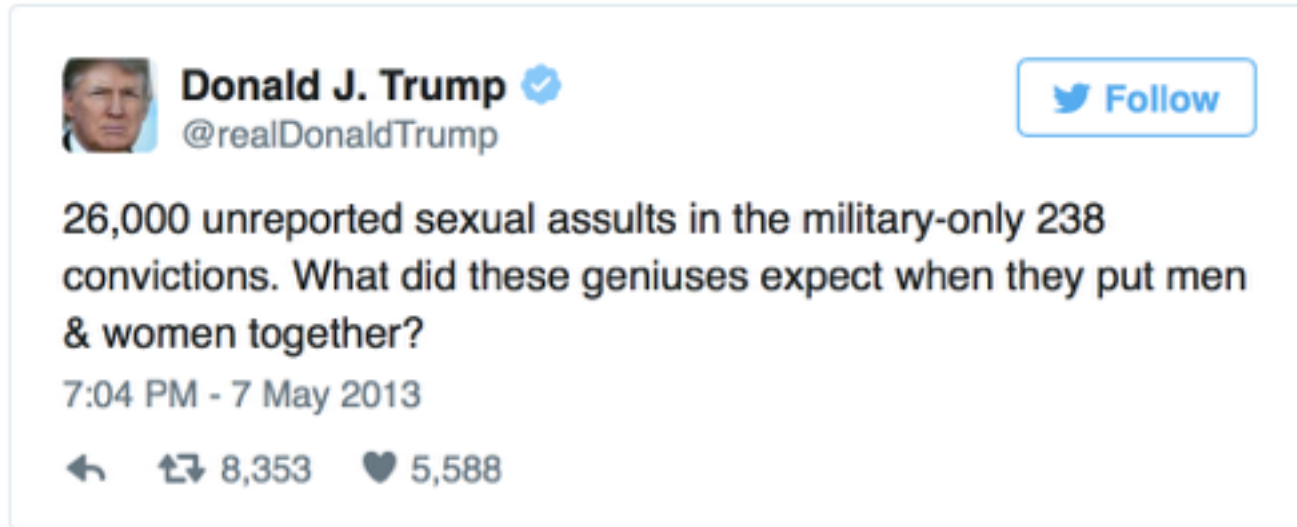 Donald J. Trump
@realDonaldTrump
Follow
26,000 unreported sexual assults in the military-only 238
convictions. What did these geniuses expect when they put men
& women together?
7:04 PM - 7 May 2013
8,353 5,588